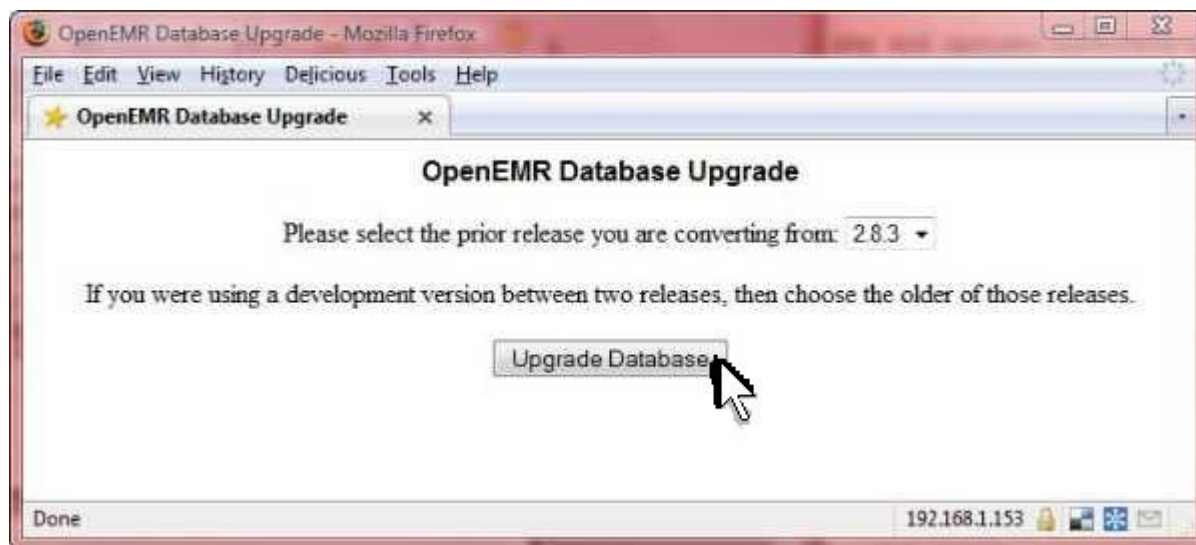 OpenEMR Database Upgrade - Mozilla Firefox
File Edit View History Delicious Tools Help
OpenEMR Database Upgrade
OpenEMR Database Upgrade
Please select the prior release you are converting from: 2.8.3
If you were using a development version between two releases, then choose the older of those releases.
Upgrade Database
Done 192.168.1.153